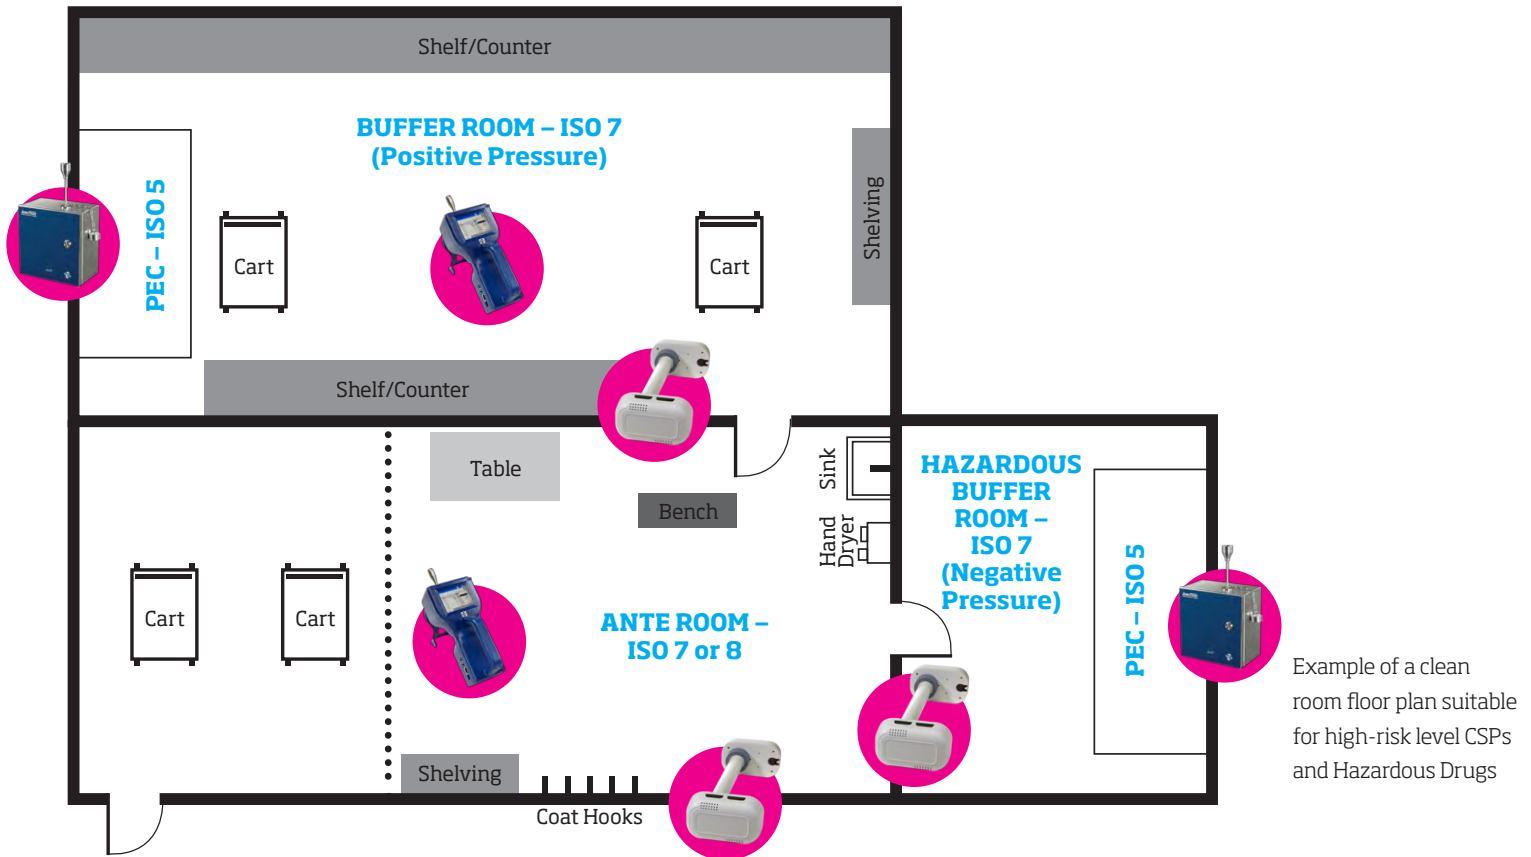 Shelf/Counter
BUFFER ROOM – ISO 7
(Positive Pressure)
PEC – ISO 5
Cart
Cart
Shelving
Shelf/Counter
Table
Bench
Sink
Hand
Dryer
HAZARDOUS
BUFFER
ROOM –
ISO 7
(Negative
Pressure)
PEC – ISO 5
Cart
Cart
ANTE ROOM –
ISO 7 or 8
Shelving
Coat Hooks
Example of a clean
room floor plan suitable
for high-risk level CSPs
and Hazardous Drugs